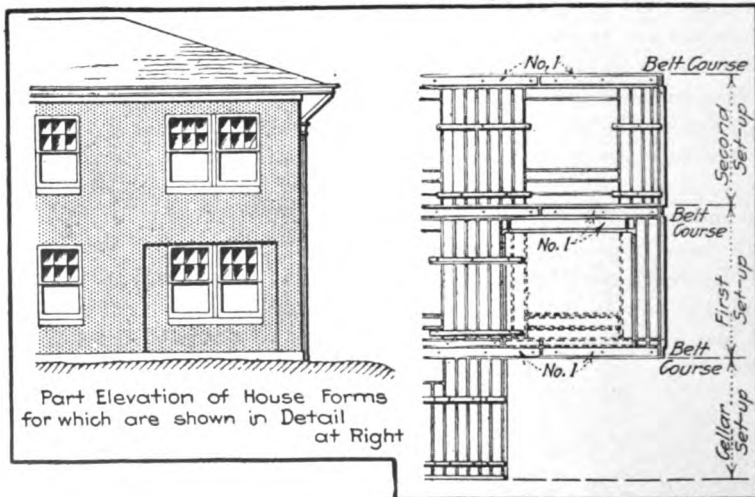 Part Elevation of House Forms
for which are shown in Detail
at Right
No. 1
Belt Course
Second
Set-up
Belt
Course
No. 1
First
Set-up
Belt
Course
No. 1
Cellar
Set-up